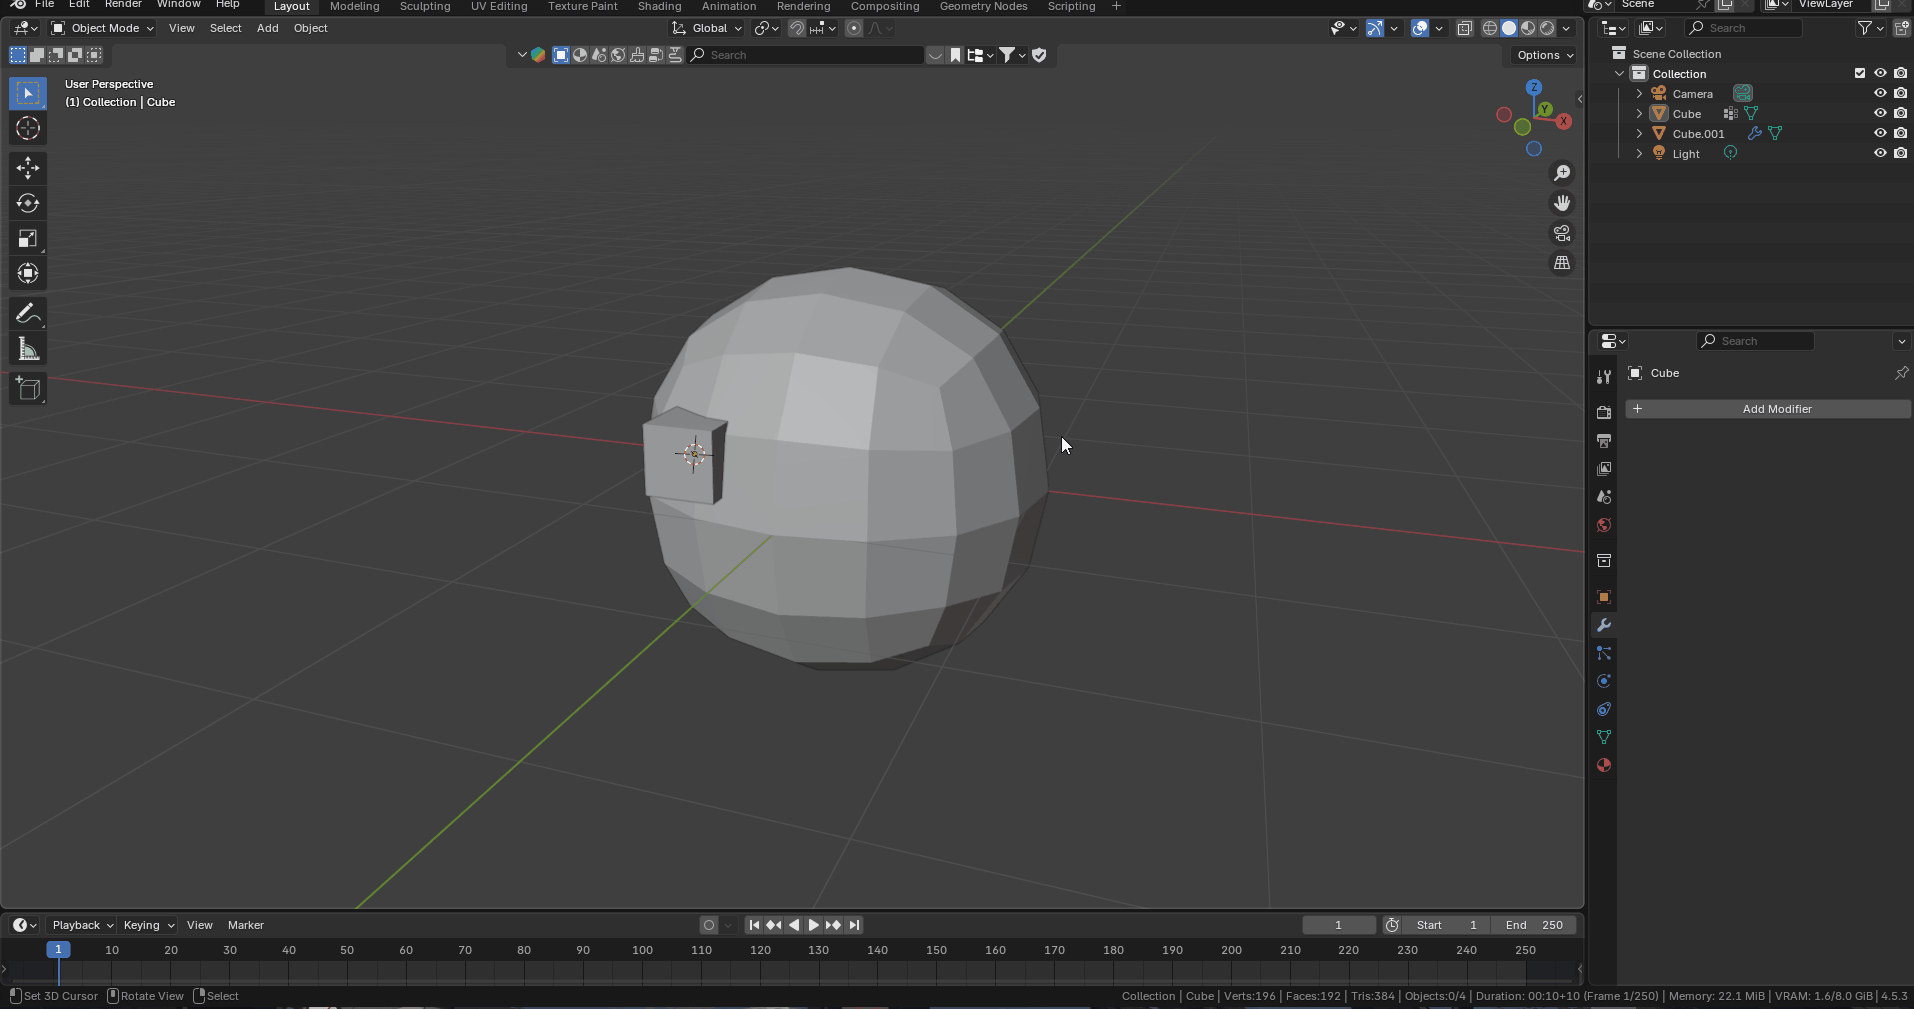 File Edit Render Window Help Layout Modeling Sculpting UV Editing Texture Paint Shading Animation Rendering Compositing Geometry Nodes Scripting + Scene ViewLayer
Object Mode View Select Add Object Global Search
Search Options
User Perspective
(1) Collection | Cube
Z
Y
X
Scene Collection
Collection
Camera
Cube
Cube.001
Light
Search
Cube
+ Add Modifier
Playback Keying View Marker 1 Start 1 End 250
1 10 20 30 40 50 60 70 80 90 100 110 120 130 140 150 160 170 180 190 200 210 220 230 240 250
Set 3D Cursor Rotate View Select Collection | Cube | Verts:196 | Faces:192 | Tris:384 | Objects:0/4 | Duration: 00:10+10 (Frame 1/250) | Memory: 22.1 MiB | VRAM: 1.6/8.0 GiB | 4.5.3